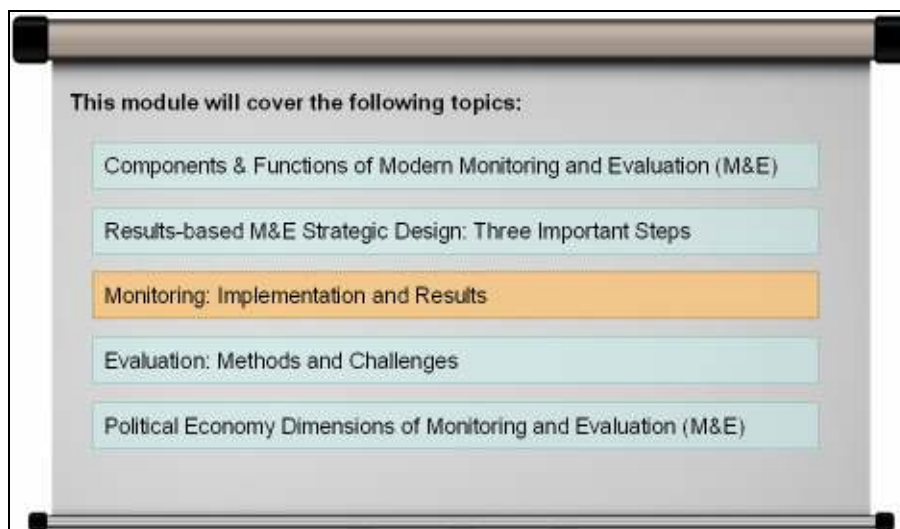 This module will cover the following topics:
Components & Functions of Modern Monitoring and Evaluation (M&E)
Results-based M&E Strategic Design: Three Important Steps
Monitoring: Implementation and Results
Evaluation: Methods and Challenges
Political Economy Dimensions of Monitoring and Evaluation (M&E)